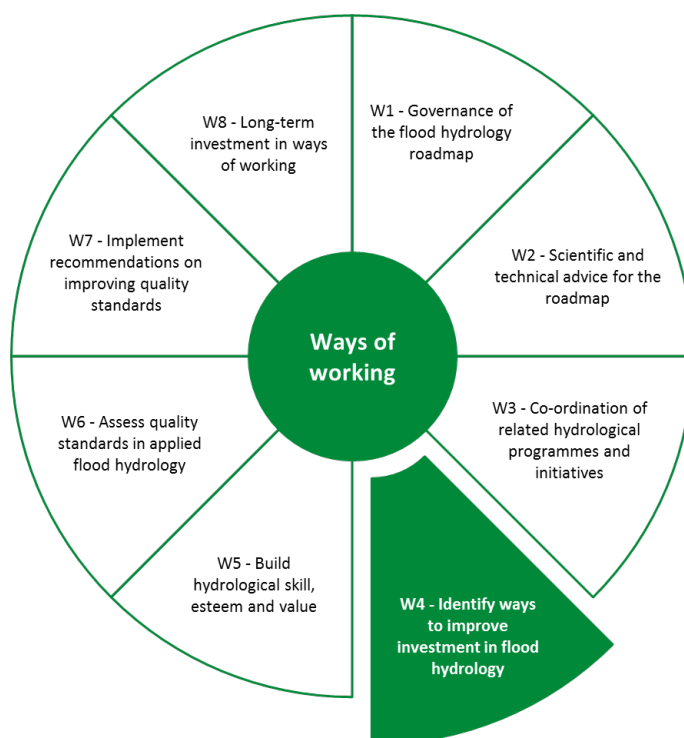 Ways of
working
W1 - Governance of
the flood hydrology
roadmap
W2 - Scientific and
technical advice for the
roadmap
W3 - Co-ordination of
related hydrological
programmes and
initiatives
W4 - Identify ways
to improve
investment in flood
hydrology
W5 - Build
hydrological skill,
esteem and value
W6 - Assess quality
standards in applied
flood hydrology
W7 - Implement
recommendations on
improving quality
standards
W8 - Long-term
investment in ways
of working